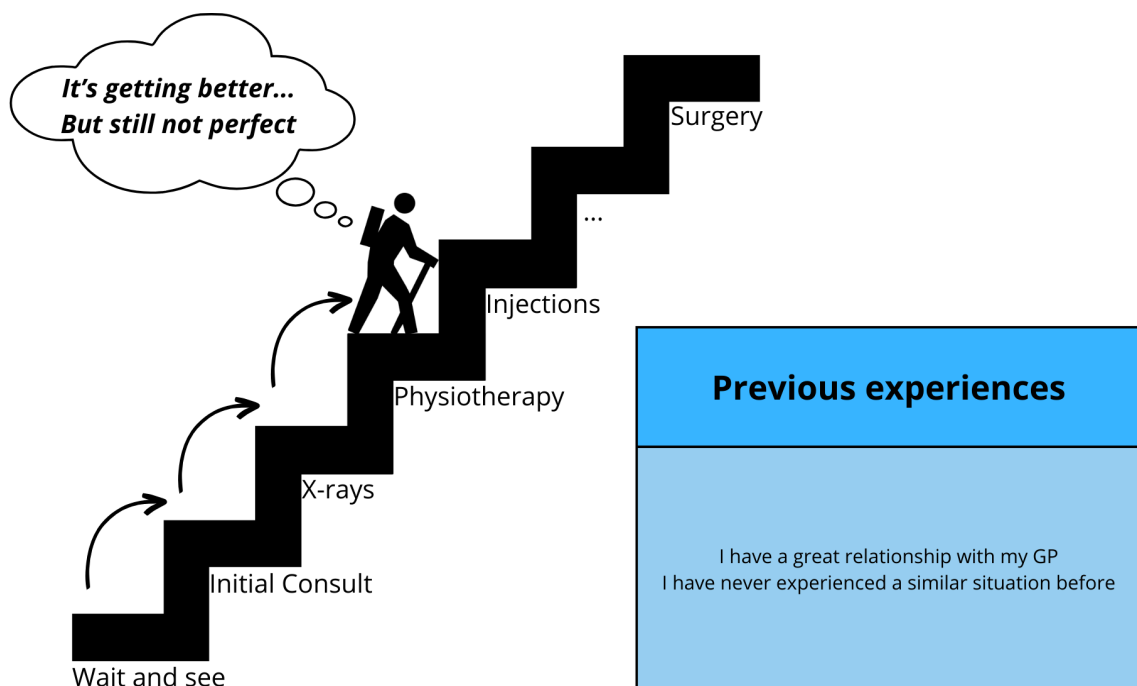 It's getting better...
But still not perfect
Surgery
...
Injections
Physiotherapy
X-rays
Initial Consult
Wait and see
Previous experiences
I have a great relationship with my GP
I have never experienced a similar situation before